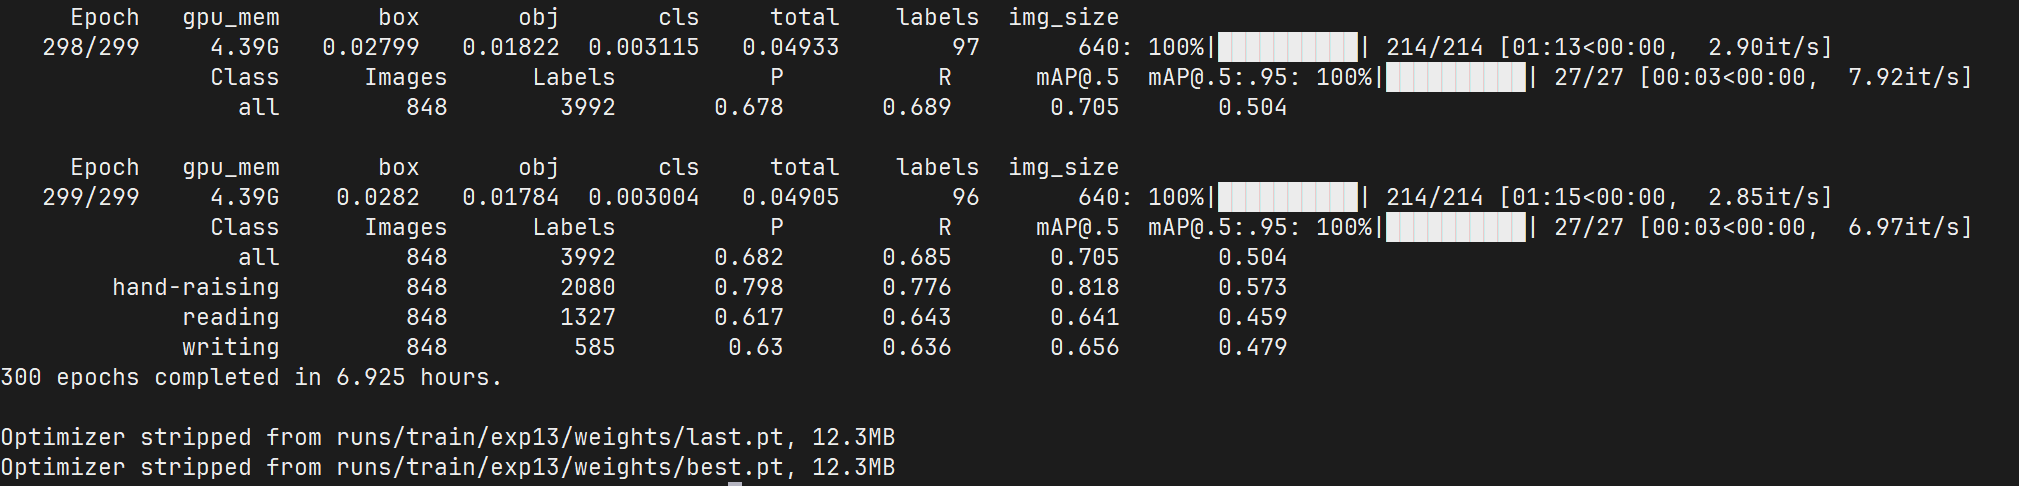 Epoch gpu_mem box obj cls total labels img_size
298/299 4.39G 0.02799 0.01822 0.003115 0.04933 97 640: 100%|██████████| 214/214 [01:13<00:00, 2.90it/s]
Class Images Labels P R mAP@.5 mAP@.5:.95: 100%|██████████| 27/27 [00:03<00:00, 7.92it/s]
all 848 3992 0.678 0.689 0.705 0.504
Epoch gpu_mem box obj cls total labels img_size
299/299 4.39G 0.0282 0.01784 0.003004 0.04905 96 640: 100%|██████████| 214/214 [01:15<00:00, 2.85it/s]
Class Images Labels P R mAP@.5 mAP@.5:.95: 100%|██████████| 27/27 [00:03<00:00, 6.97it/s]
all 848 3992 0.682 0.685 0.705 0.504
hand-raising 848 2080 0.798 0.776 0.818 0.573
reading 848 1327 0.617 0.643 0.641 0.459
writing 848 585 0.63 0.636 0.656 0.479
300 epochs completed in 6.925 hours.
Optimizer stripped from runs/train/exp13/weights/last.pt, 12.3MB
Optimizer stripped from runs/train/exp13/weights/best.pt, 12.3MB